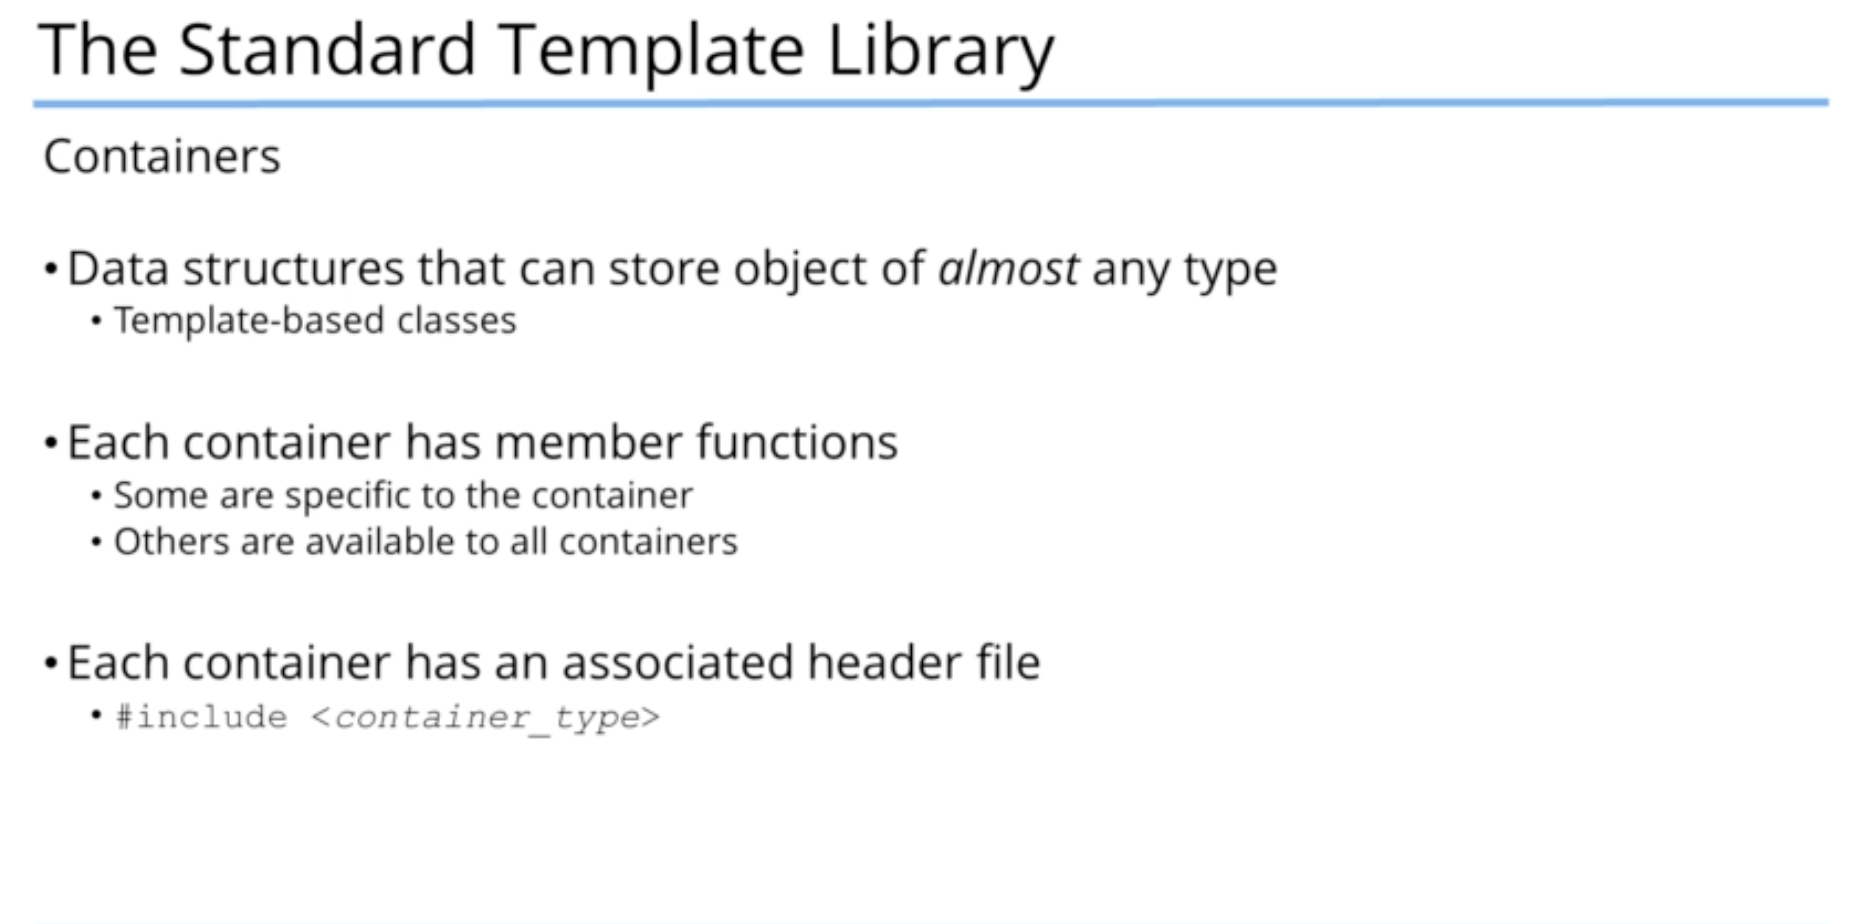 The Standard Template Library
Containers
• Data structures that can store object of almost any type
• Template-based classes
• Each container has member functions
• Some are specific to the container
• Others are available to all containers
• Each container has an associated header file
• #include <container_type>